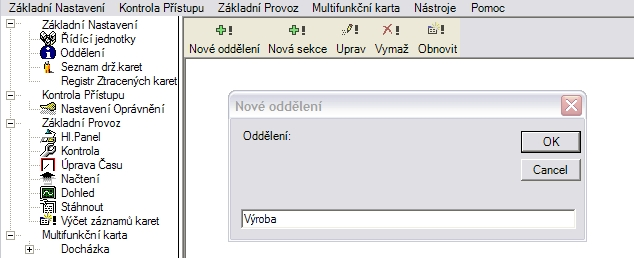 Základní Nastavení Kontrola Přístupu Základní Provoz Multifunkční karta Nástroje Pomoc
Základní Nastavení
Řídící jednotky
Oddělení
Seznam drž.karet
Registr Ztracených karet
Kontrola Přístupu
Nastavení Oprávnění
Základní Provoz
Hl.Panel
Kontrola
Úprava Času
Načtení
Dohled
Stáhnout
Výčet záznamů karet
Multifunkční karta
Docházka
Nové oddělení Nová sekce Uprav Vymaž Obnovit
Nové oddělení
Oddělení:
OK
Cancel
Výroba